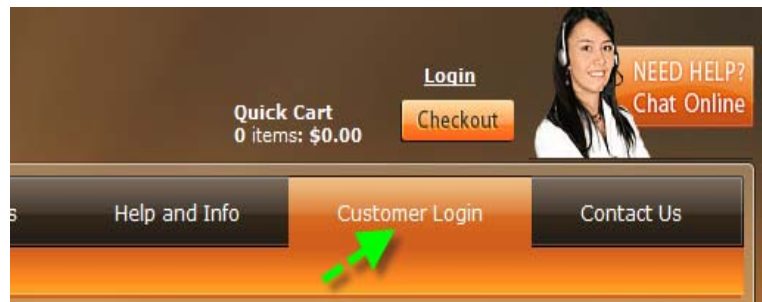 Login
NEED HELP?
Chat Online
Quick Cart
0 items: $0.00
Checkout
Help and Info
Customer Login
Contact Us